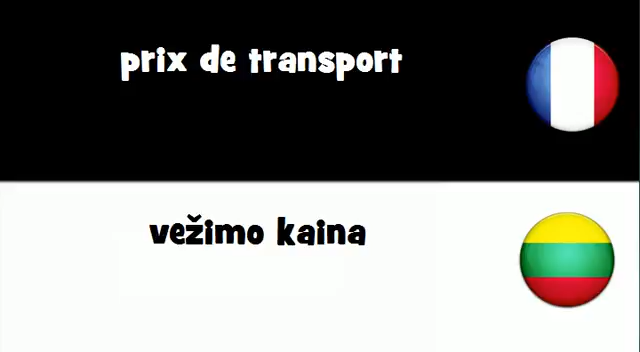 prix de transport
vežimo kaina